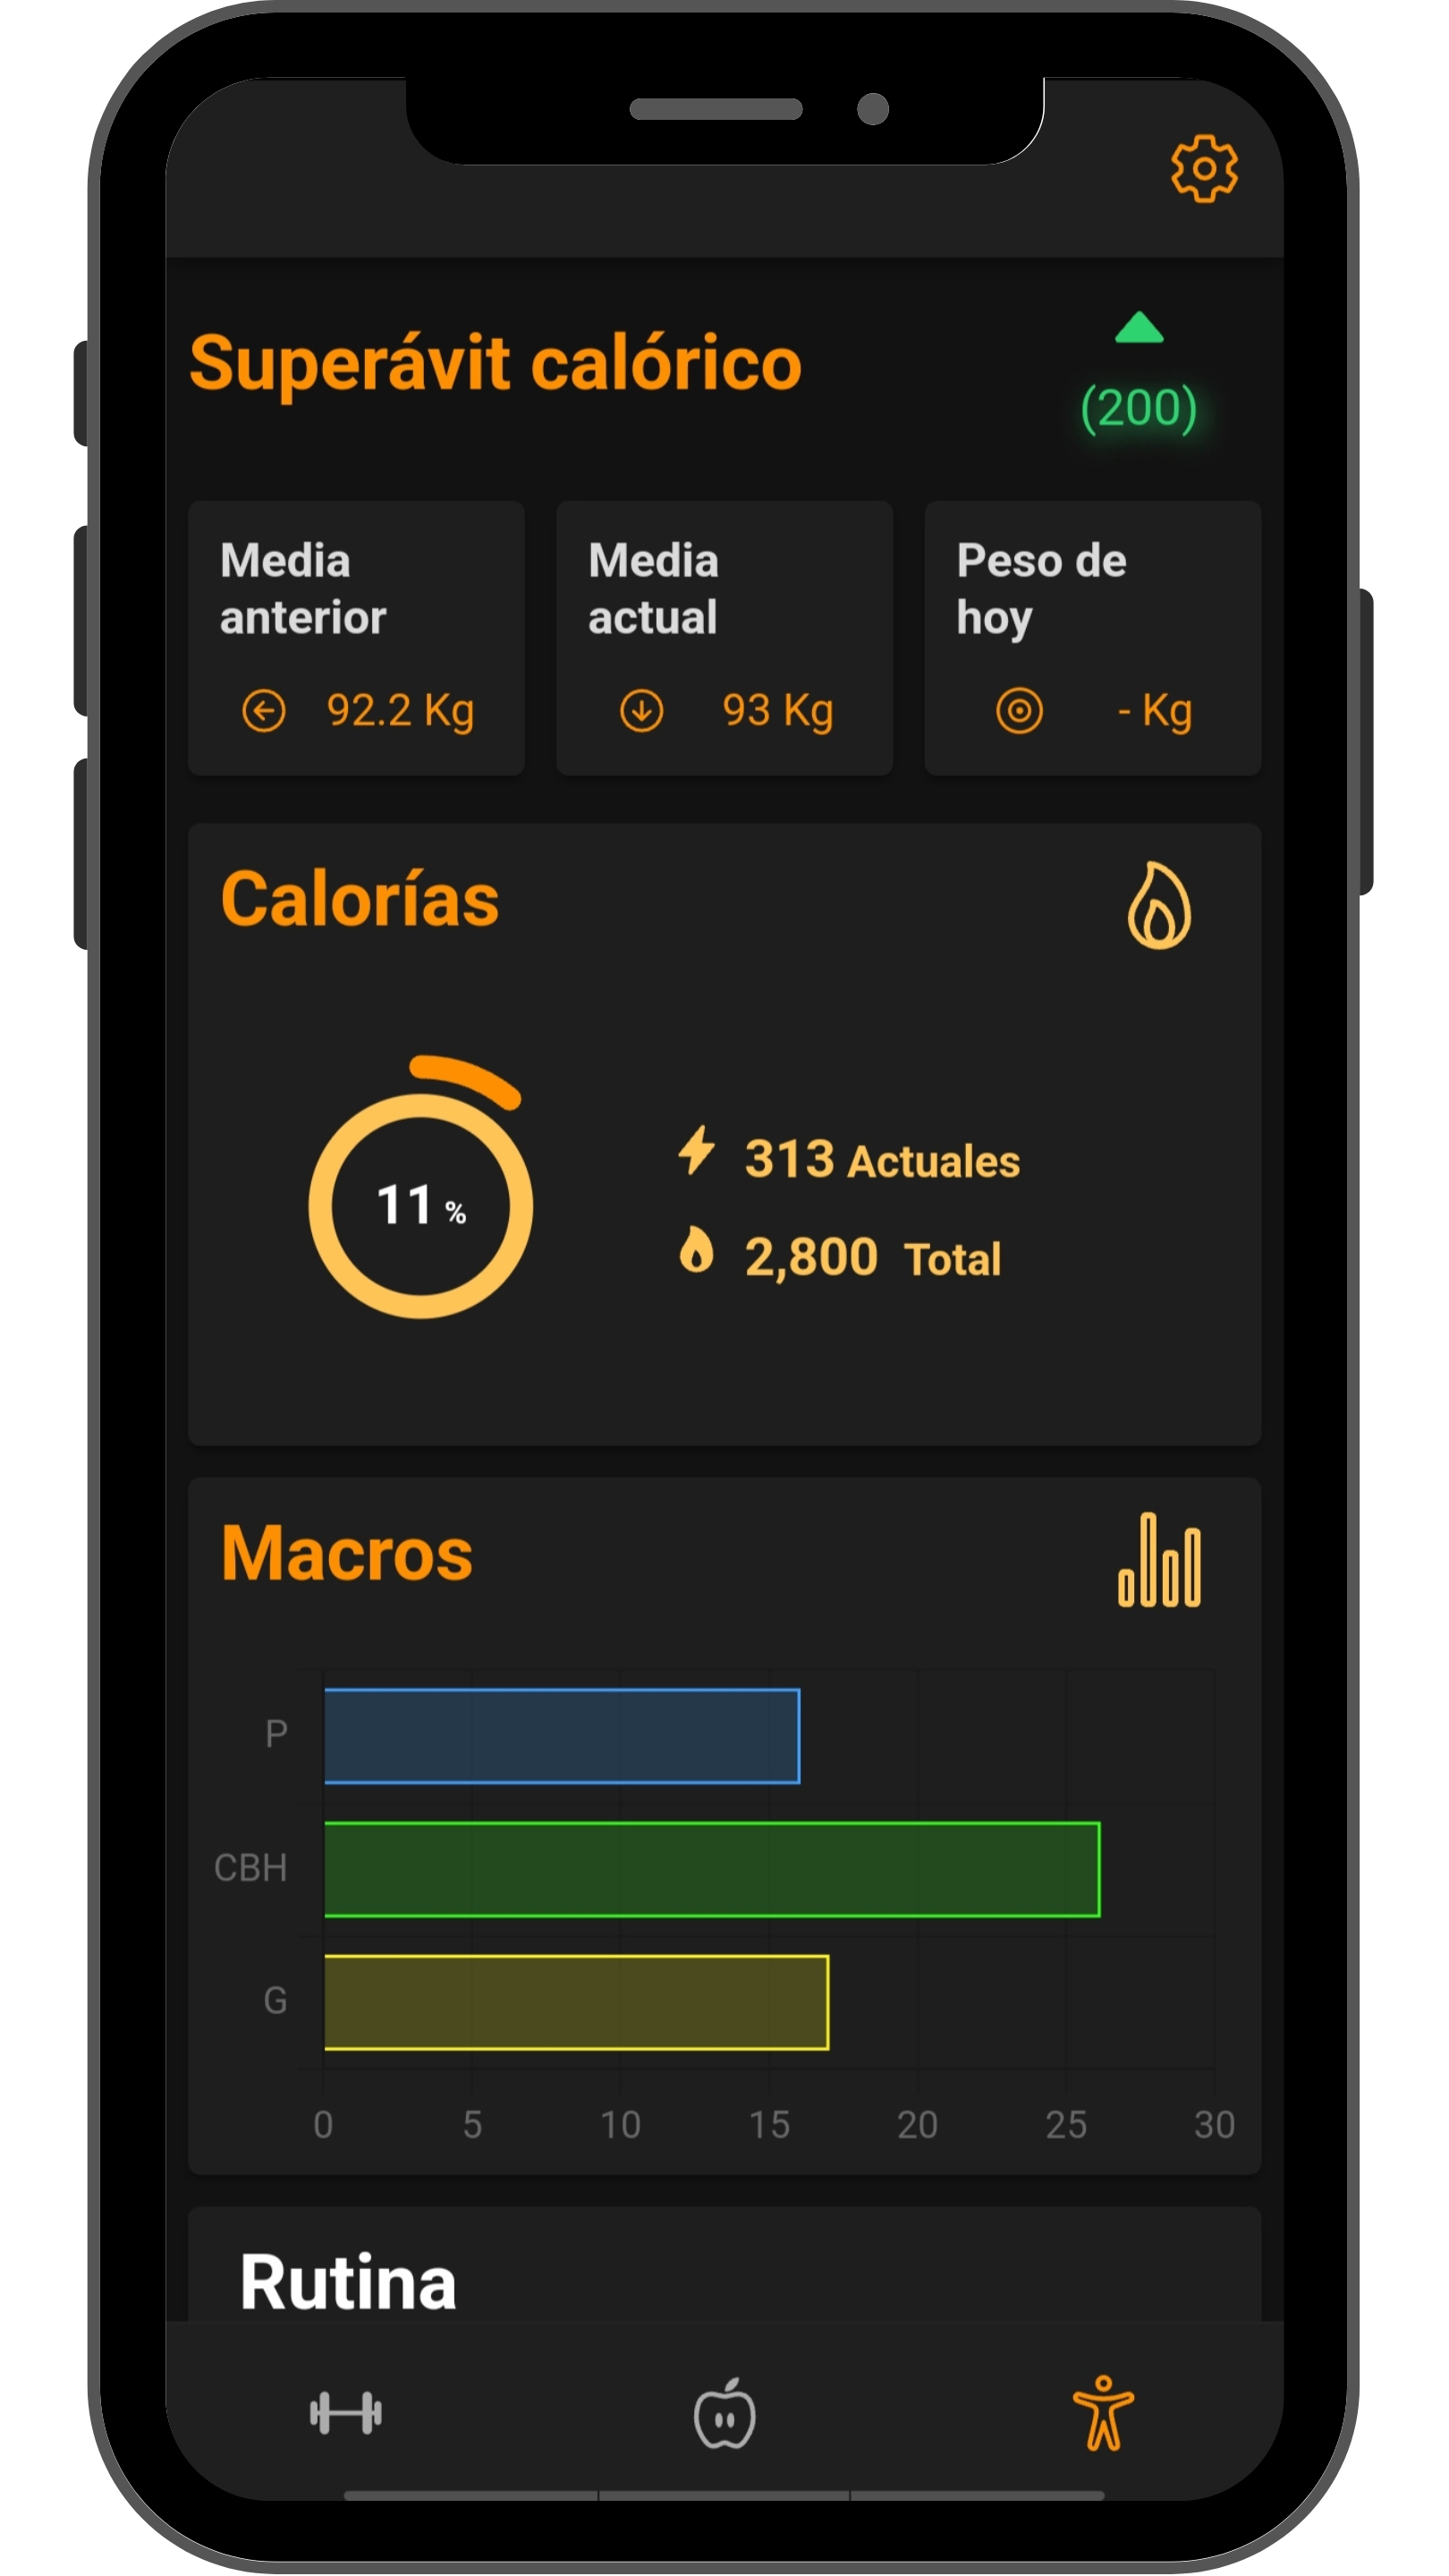 Superávit calórico
(200)
Media
anterior
92.2 Kg
Media
actual
93 Kg
Peso de
hoy
- Kg
Calorías
11 %
313 Actuales
2,800 Total
Macros
P
CBH
G
0 5 10 15 20 25 30
Rutina